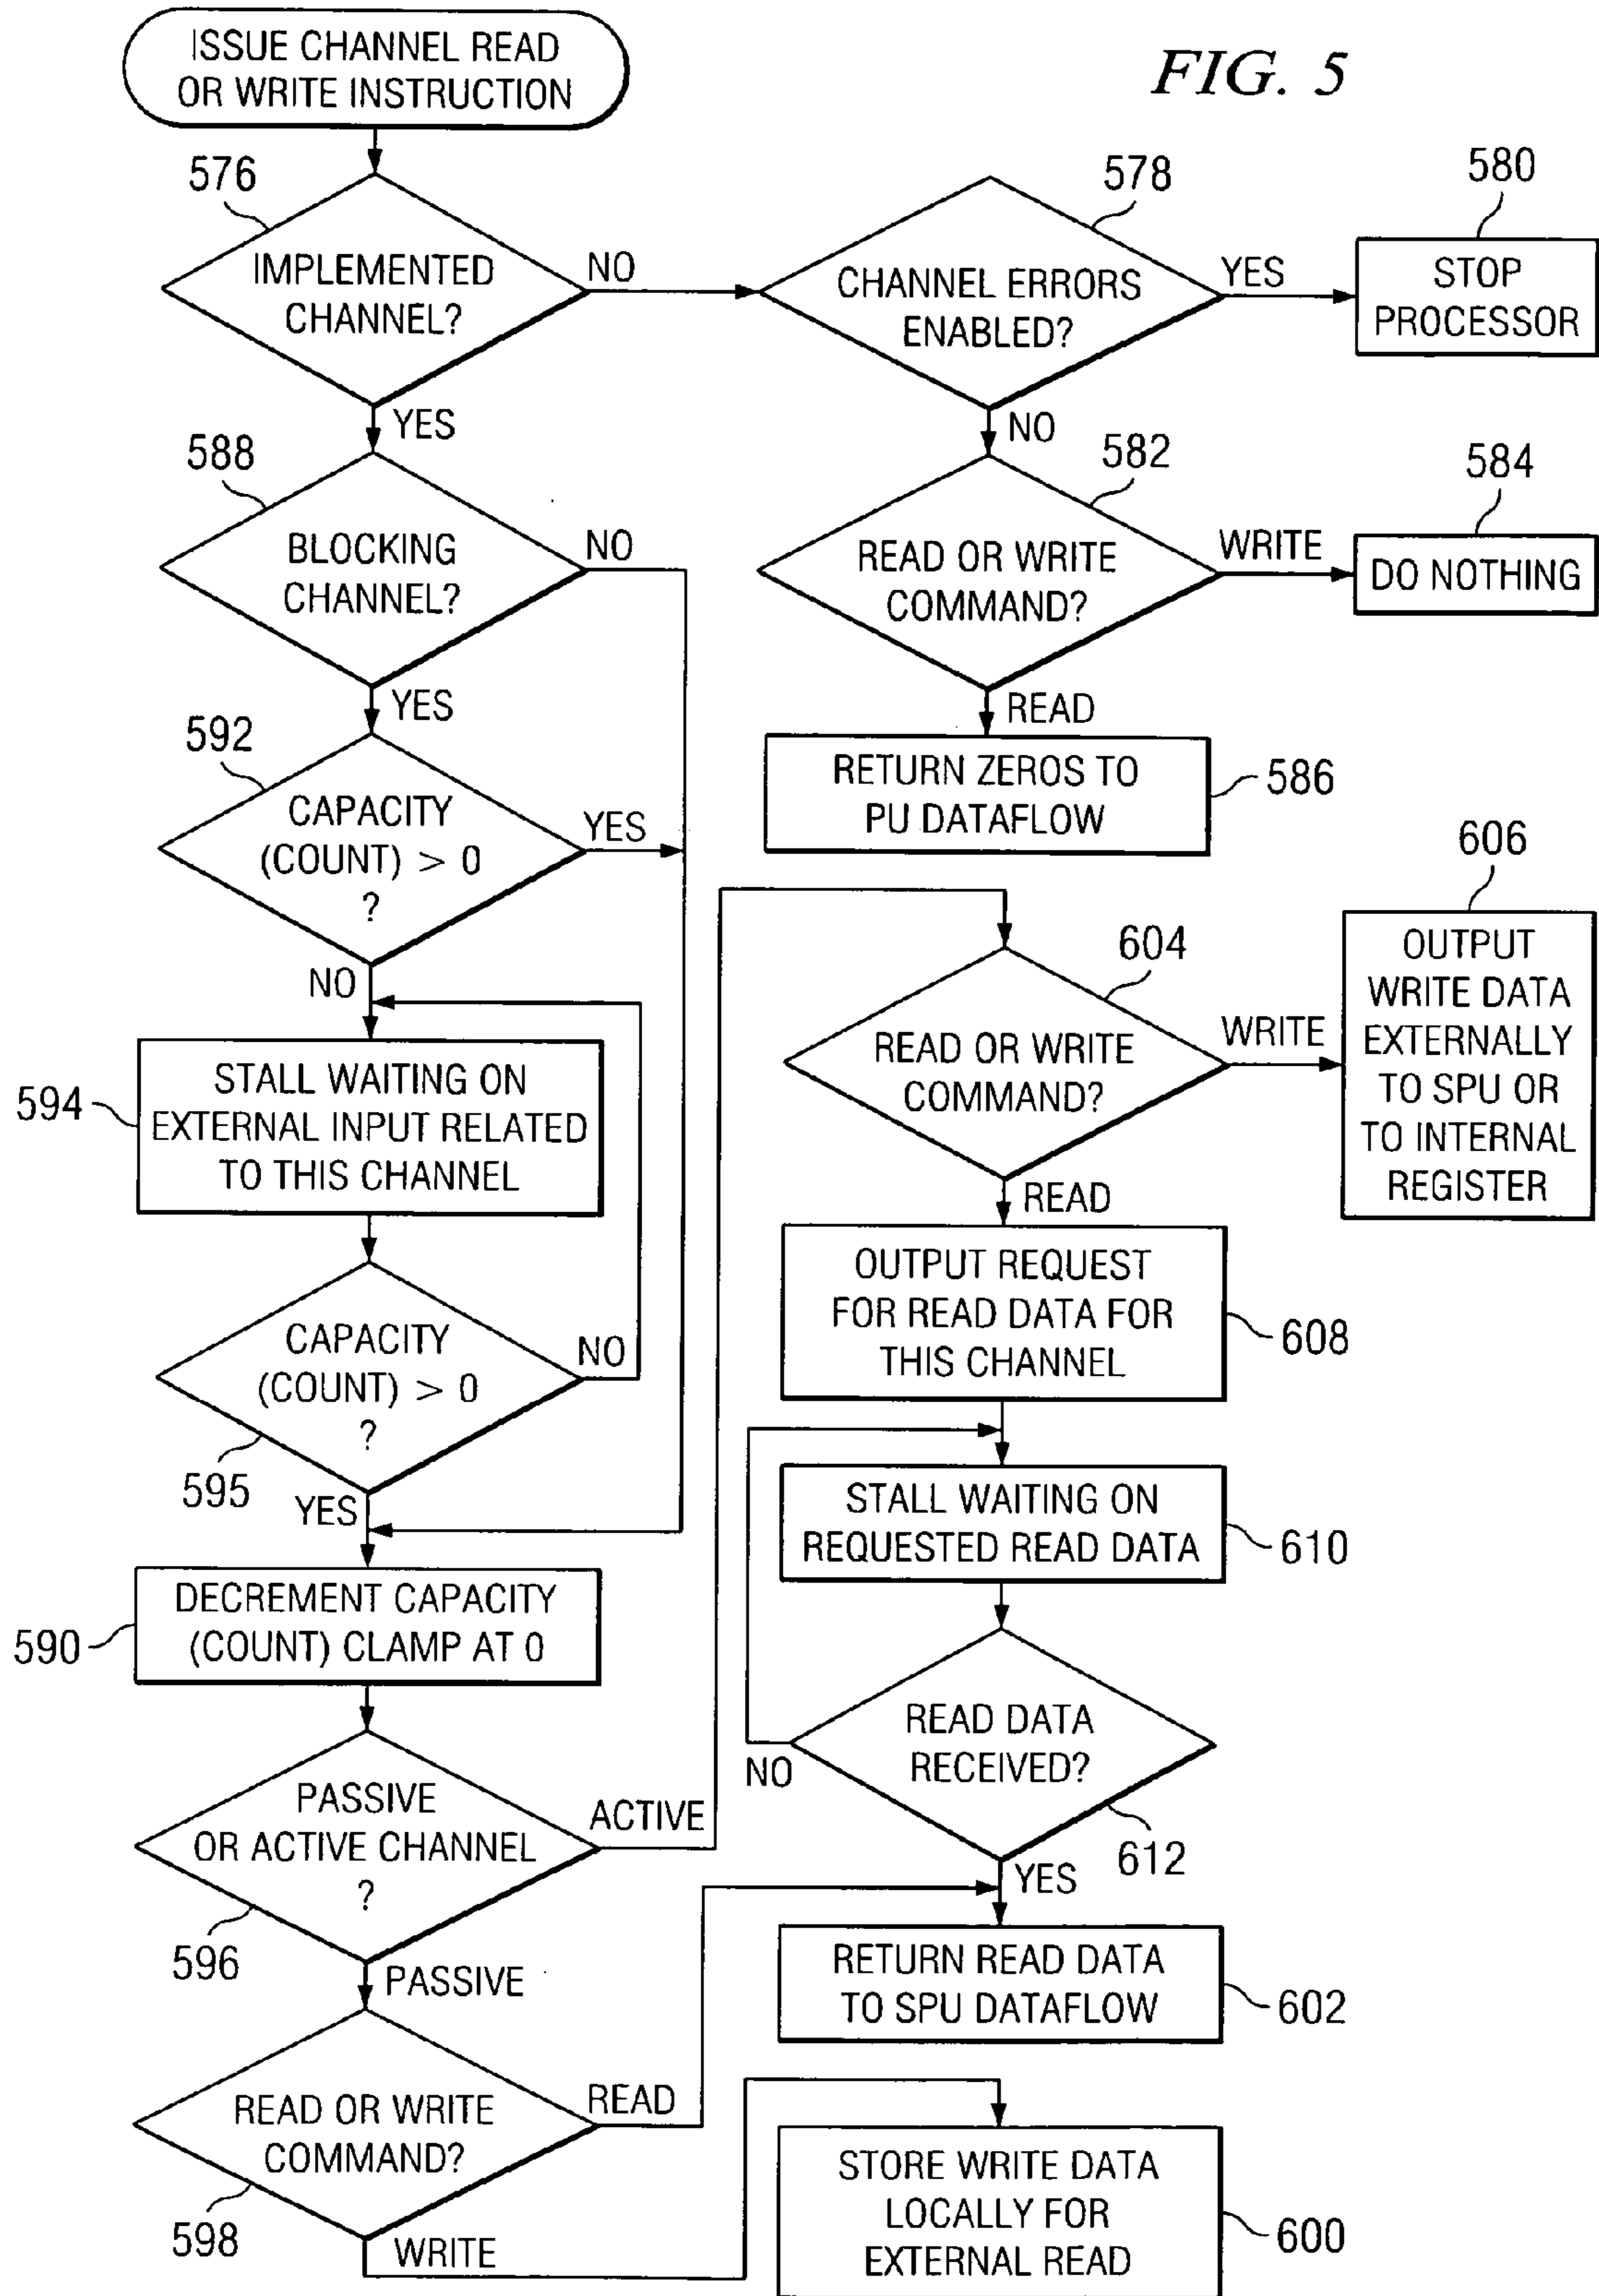 ISSUE CHANNEL READ
OR WRITE INSTRUCTION
FIG. 5
576
IMPLEMENTED
CHANNEL?
NO
YES
578
CHANNEL ERRORS
ENABLED?
YES
NO
580
STOP
PROCESSOR
588
BLOCKING
CHANNEL?
NO
YES
582
READ OR WRITE
COMMAND?
WRITE
READ
584
DO NOTHING
RETURN ZEROS TO
PU DATAFLOW
586
592
CAPACITY
(COUNT) > 0
?
YES
NO
594
STALL WAITING ON
EXTERNAL INPUT RELATED
TO THIS CHANNEL
CAPACITY
(COUNT) > 0
?
NO
595
YES
590
DECREMENT CAPACITY
(COUNT) CLAMP AT 0
PASSIVE
OR ACTIVE CHANNEL
?
ACTIVE
596
PASSIVE
READ OR WRITE
COMMAND?
READ
598
WRITE
604
READ OR WRITE
COMMAND?
WRITE
READ
606
OUTPUT
WRITE DATA
EXTERNALLY
TO SPU OR
TO INTERNAL
REGISTER
OUTPUT REQUEST
FOR READ DATA FOR
THIS CHANNEL
608
STALL WAITING ON
REQUESTED READ DATA
610
READ DATA
RECEIVED?
NO
612
YES
RETURN READ DATA
TO SPU DATAFLOW
602
STORE WRITE DATA
LOCALLY FOR
EXTERNAL READ
600